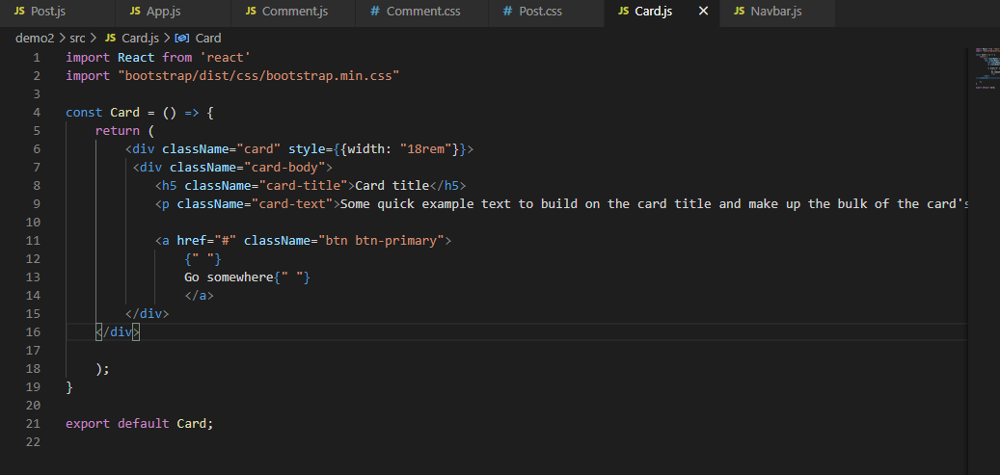 JS Post.js JS App.js JS Comment.js # Comment.css # Post.css JS Card.js × JS Navbar.js
demo2 > src > JS Card.js > Card
1 import React from 'react'
2 import "bootstrap/dist/css/bootstrap.min.css"
3
4 const Card = () => {
5 return (
6 <div className="card" style={{width: "18rem"}}>
7 <div className="card-body">
8 <h5 className="card-title">Card title</h5>
9 <p className="card-text">Some quick example text to build on the card title and make up the bulk of the card's
10
11 <a href="#" className="btn btn-primary">
12 {" "}
13 Go somewhere{" "}
14 </a>
15 </div>
16 </div>
17
18 );
19 }
20
21 export default Card;
22